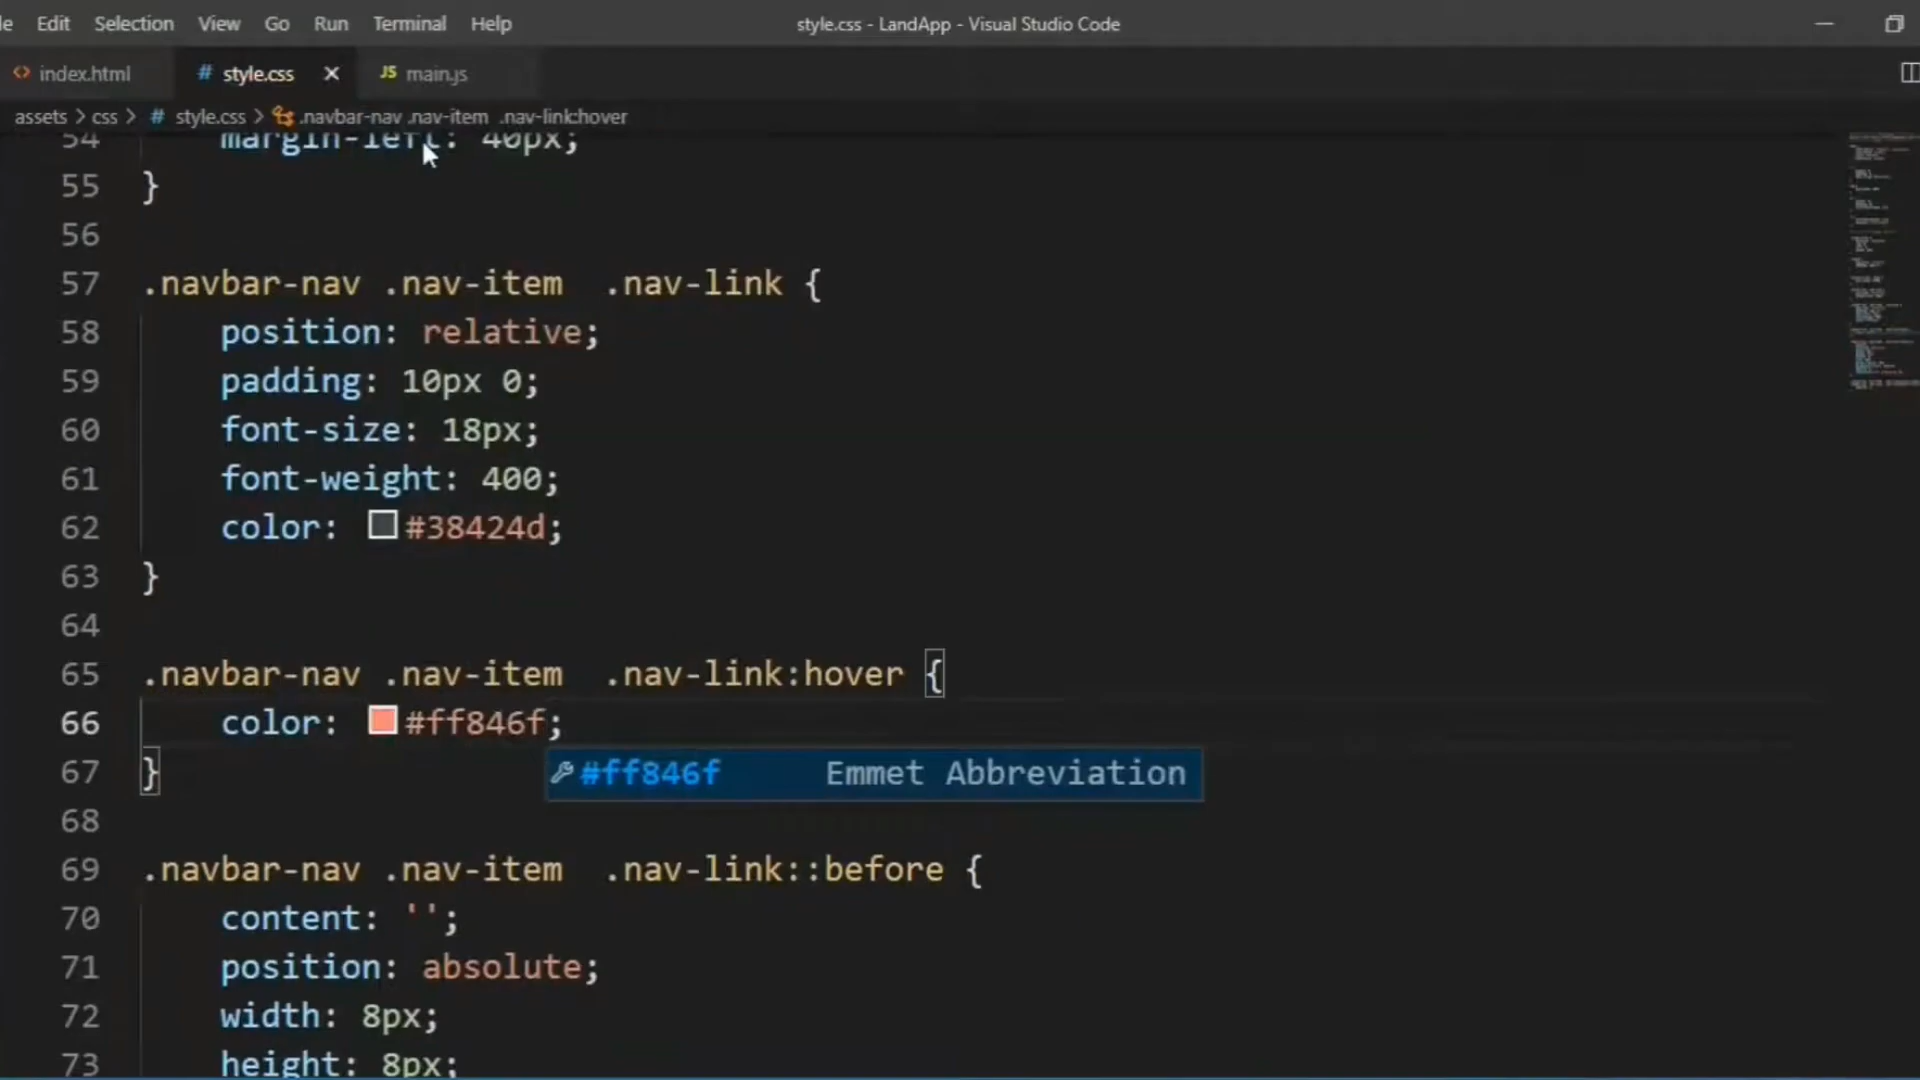 Edit Selection View Go Run Terminal Help style.css - LandApp - Visual Studio Code
index.html # style.css JS main.js
assets > css > # style.css > .navbar-nav .nav-item .nav-link:hover
54 margin-left: 40px;
55 }
56
57 .navbar-nav .nav-item .nav-link {
58 position: relative;
59 padding: 10px 0;
60 font-size: 18px;
61 font-weight: 400;
62 color: #38424d;
63 }
64
65 .navbar-nav .nav-item .nav-link:hover {
66 color: #ff846f;
67 }
#ff846f Emmet Abbreviation
68
69 .navbar-nav .nav-item .nav-link::before {
70 content: '';
71 position: absolute;
72 width: 8px;
73 height: 8px;